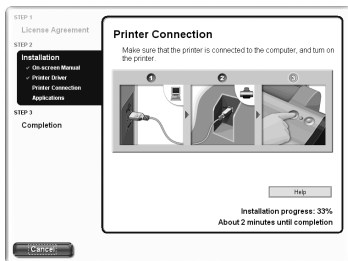 STEP 1
License Agreement
STEP 2
Installation
✓ On-screen Manual
✓ Printer Driver
Printer Connection
Applications
STEP 3
Completion
Printer Connection
Make sure that the printer is connected to the computer, and turn on
the printer.
1 2 3
Help
Installation progress: 33%
About 2 minutes until completion
Cancel